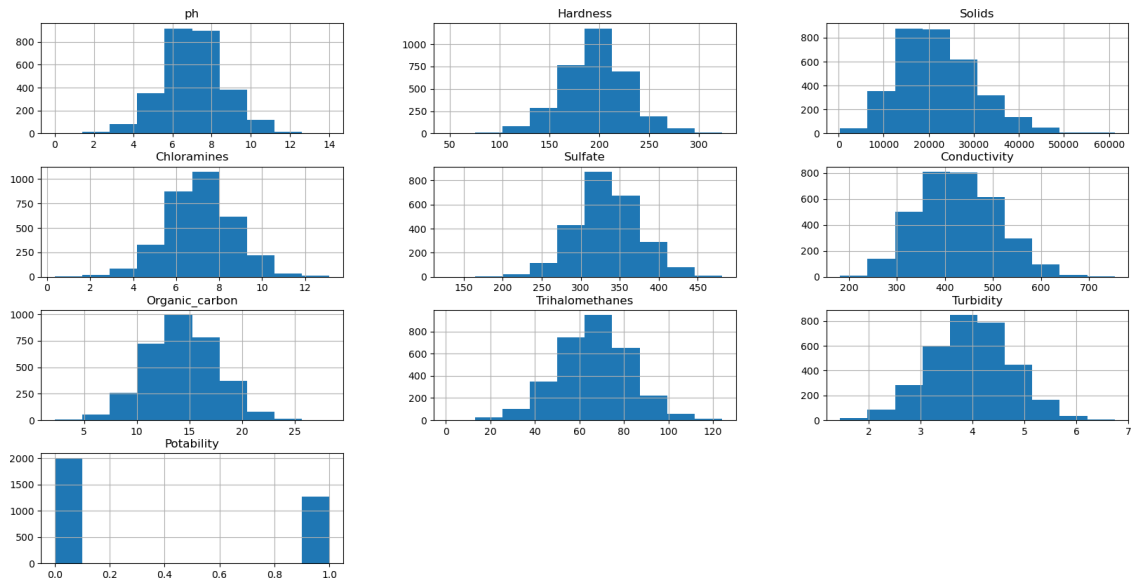 ph
800
600
400
200
0
0 2 4 6 8 10 12 14
Hardness
1000
750
500
250
0
50 100 150 200 250 300
Solids
800
600
400
200
0
0 10000 20000 30000 40000 50000 60000
Chloramines
1000
750
500
250
0
0 2 4 6 8 10 12
Sulfate
800
600
400
200
0
150 200 250 300 350 400 450
Conductivity
800
600
400
200
0
200 300 400 500 600 700
Organic_carbon
1000
750
500
250
0
5 10 15 20 25
Trihalomethanes
800
600
400
200
0
0 20 40 60 80 100 120
Turbidity
800
600
400
200
0
2 3 4 5 6 7
Potability
2000
1500
1000
500
0
0.0 0.2 0.4 0.6 0.8 1.0